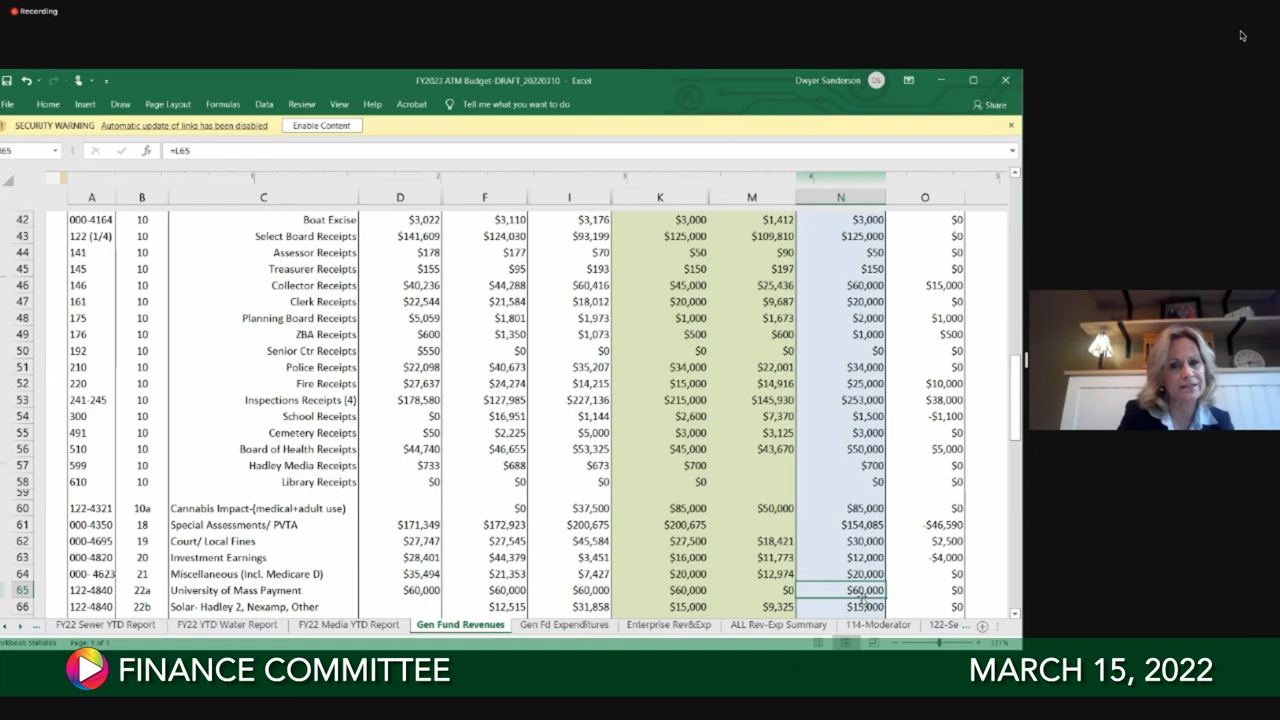 Recording
FY2023 ATM Budget-DRAFT_20220310 - Excel
Dwyer Sanderson DS
File Home Insert Draw Page Layout Formulas Data Review View Help Acrobat Tell me what you want to do Share
SECURITY WARNING Automatic update of links has been disabled Enable Content
fx =L65
1 2 3 4 5
A B C D F I K M N O
42 000-4164 10 Boat Excise $3,022 $3,110 $3,176 $3,000 $1,412 $3,000 $0
43 122 (1/4) 10 Select Board Receipts $141,609 $124,030 $93,199 $125,000 $109,810 $125,000 $0
44 141 10 Assessor Receipts $178 $177 $70 $50 $90 $50 $0
45 145 10 Treasurer Receipts $155 $95 $193 $150 $197 $150 $0
46 146 10 Collector Receipts $40,236 $44,288 $60,416 $45,000 $25,436 $60,000 $15,000
47 161 10 Clerk Receipts $22,544 $21,584 $18,012 $20,000 $9,687 $20,000 $0
48 175 10 Planning Board Receipts $5,059 $1,801 $1,973 $1,000 $1,673 $2,000 $1,000
49 176 10 ZBA Receipts $600 $1,350 $1,073 $500 $600 $1,000 $500
50 192 10 Senior Ctr Receipts $550 $0 $0 $0 $0 $0 $0
51 210 10 Police Receipts $22,098 $40,673 $35,207 $34,000 $22,001 $34,000 $0
52 220 10 Fire Receipts $27,637 $24,274 $14,215 $15,000 $14,916 $25,000 $10,000
53 241-245 10 Inspections Receipts (4) $178,580 $127,985 $227,136 $215,000 $145,930 $253,000 $38,000
54 300 10 School Receipts $0 $16,951 $1,144 $2,600 $7,370 $1,500 -$1,100
55 491 10 Cemetery Receipts $50 $2,225 $5,000 $3,000 $3,125 $3,000 $0
56 510 10 Board of Health Receipts $44,740 $46,655 $53,325 $45,000 $43,670 $50,000 $5,000
57 599 10 Hadley Media Receipts $733 $688 $673 $700 $700 $0
58 610 10 Library Receipts $0 $0 $0 $0 $0 $0
59
60 122-4321 10a Cannabis Impact-(medical+adult use) $0 $37,500 $85,000 $50,000 $85,000 $0
61 000-4350 18 Special Assessments/ PVTA $171,349 $172,923 $200,675 $200,675 $154,085 -$46,590
62 000-4695 19 Court/ Local Fines $27,747 $27,545 $45,584 $27,500 $18,421 $30,000 $2,500
63 000-4820 20 Investment Earnings $28,401 $44,379 $3,451 $16,000 $11,773 $12,000 -$4,000
64 000- 4623 21 Miscellaneous (Incl. Medicare D) $35,494 $21,353 $7,427 $20,000 $12,974 $20,000 $0
65 122-4840 22a University of Mass Payment $60,000 $60,000 $60,000 $60,000 $0 $60,000 $0
66 122-4840 22b Solar- Hadley 2, Nexamp, Other $12,515 $31,858 $15,000 $9,325 $15,000 $0
... FY22 Sewer YTD Report FY22 YTD Water Report FY22 Media YTD Report Gen Fund Revenues Gen Fd Expenditures Enterprise Rev&Exp ALL Rev-Exp Summary 114-Moderator 122-Se ...
Workbook Statistics Page: 1 of 1 121%
FINANCE COMMITTEE MARCH 15, 2022